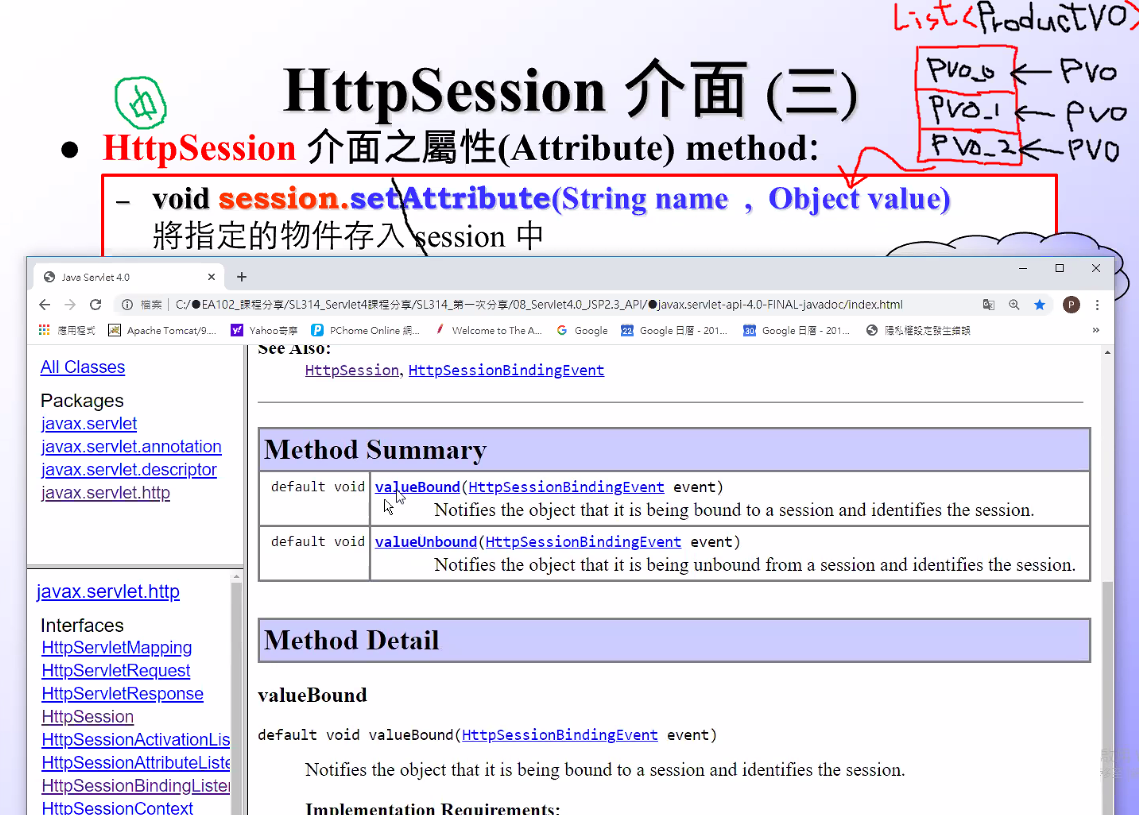 List<ProductVO>
PVO_0 ← PVO
PVO_1 ← PVO
PVO_2 ← PVO
HttpSession 介面 (三)
● HttpSession 介面之屬性(Attribute) method:
– void session.setAttribute(String name , Object value)
將指定的物件存入 session 中
Java Servlet 4.0
檔案 | C:/●EA102_課程分享/SL314_Servlet4課程分享/SL314_第一次分享/08_Servlet4.0_JSP2.3_API/●javax.servlet-api-4.0-FINAL-javadoc/index.html
P
應用程式 Apache Tomcat/9.... Yahoo奇摩 PChome Online 網... Welcome to The A... Google Google 日曆 - 201... Google 日曆 - 201... 隱私權設定發生錯誤 »
All Classes
Packages
javax.servlet
javax.servlet.annotation
javax.servlet.descriptor
javax.servlet.http
javax.servlet.http
Interfaces
HttpServletMapping
HttpServletRequest
HttpServletResponse
HttpSession
HttpSessionActivationLis
HttpSessionAttributeListe
HttpSessionBindingListen
HttpSessionContext
See Also:
HttpSession, HttpSessionBindingEvent
Method Summary
default void valueBound(HttpSessionBindingEvent event)
Notifies the object that it is being bound to a session and identifies the session.
default void valueUnbound(HttpSessionBindingEvent event)
Notifies the object that it is being unbound from a session and identifies the session.
Method Detail
valueBound
default void valueBound(HttpSessionBindingEvent event)
Notifies the object that it is being bound to a session and identifies the session.
Implementation Requirements: